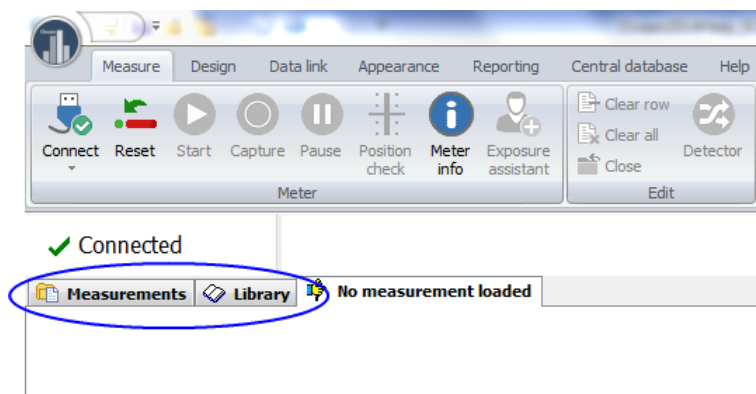 Ocean
Measure Design Data link Appearance Reporting Central database Help
Connect Reset Start Capture Pause Position check Meter info Exposure assistant
Meter
Clear row
Clear all
Close
Detector
Edit
Connected
Measurements Library No measurement loaded